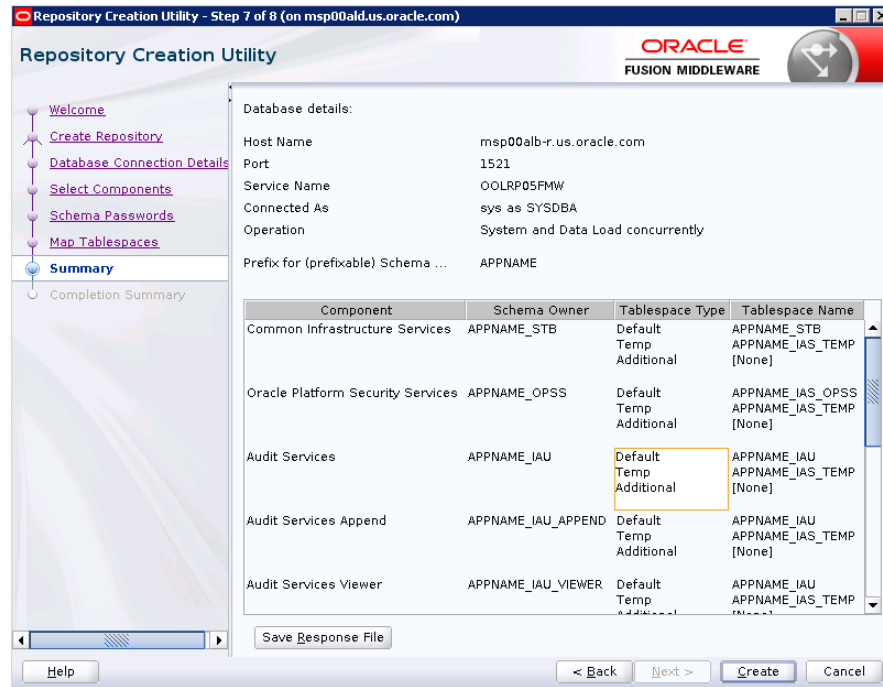 Repository Creation Utility - Step 7 of 8 (on msp00ald.us.oracle.com)
Repository Creation Utility
ORACLE
FUSION MIDDLEWARE
Welcome
Create Repository
Database Connection Details
Select Components
Schema Passwords
Map Tablespaces
Summary
Completion Summary
Database details:
Host Name msp00alb-r.us.oracle.com
Port 1521
Service Name OOLRP05FMW
Connected As sys as SYSDBA
Operation System and Data Load concurrently
Prefix for (prefixable) Schema ... APPNAME
Component Schema Owner Tablespace Type Tablespace Name
Common Infrastructure Services APPNAME_STB Default APPNAME_STB
Temp APPNAME_IAS_TEMP
Additional [None]
Oracle Platform Security Services APPNAME_OPSS Default APPNAME_IAS_OPSS
Temp APPNAME_IAS_TEMP
Additional [None]
Audit Services APPNAME_IAU Default APPNAME_IAU
Temp APPNAME_IAS_TEMP
Additional [None]
Audit Services Append APPNAME_IAU_APPEND Default APPNAME_IAU
Temp APPNAME_IAS_TEMP
Additional [None]
Audit Services Viewer APPNAME_IAU_VIEWER Default APPNAME_IAU
Temp APPNAME_IAS_TEMP
Save Response File
Help < Back Next > Create Cancel